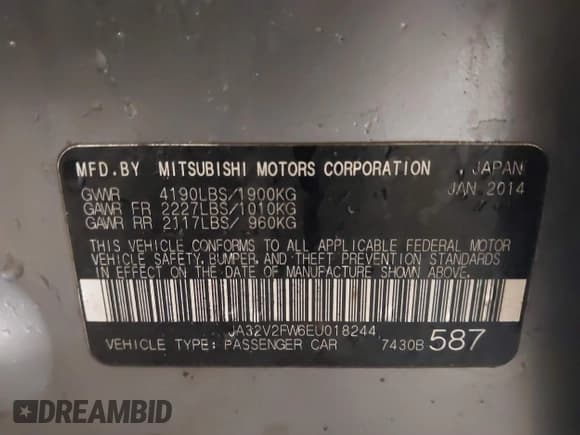 MFD.BY MITSUBISHI MOTORS CORPORATION JAPAN
GVWR 4190LBS/1900KG JAN.2014
GAWR FR 2227LBS/1010KG
GAWR RR 2117LBS/ 960KG
THIS VEHICLE CONFORMS TO ALL APPLICABLE FEDERAL MOTOR
VEHICLE SAFETY, BUMPER, AND THEFT PREVENTION STANDARDS
IN EFFECT ON THE DATE OF MANUFACTURE SHOWN ABOVE.
JA32V2FW6EU018244
VEHICLE TYPE: PASSENGER CAR 7430B 587
DREAMBID